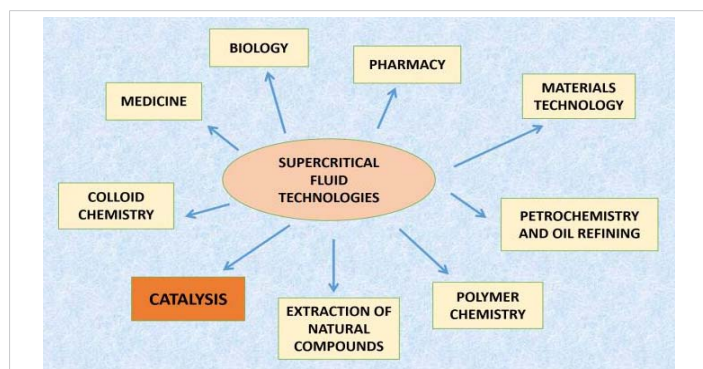 BIOLOGY
PHARMACY
MATERIALS
TECHNOLOGY
MEDICINE
SUPERCRITICAL
FLUID
TECHNOLOGIES
COLLOID
CHEMISTRY
PETROCHEMISTRY
AND OIL REFINING
CATALYSIS
EXTRACTION OF
NATURAL
COMPOUNDS
POLYMER
CHEMISTRY